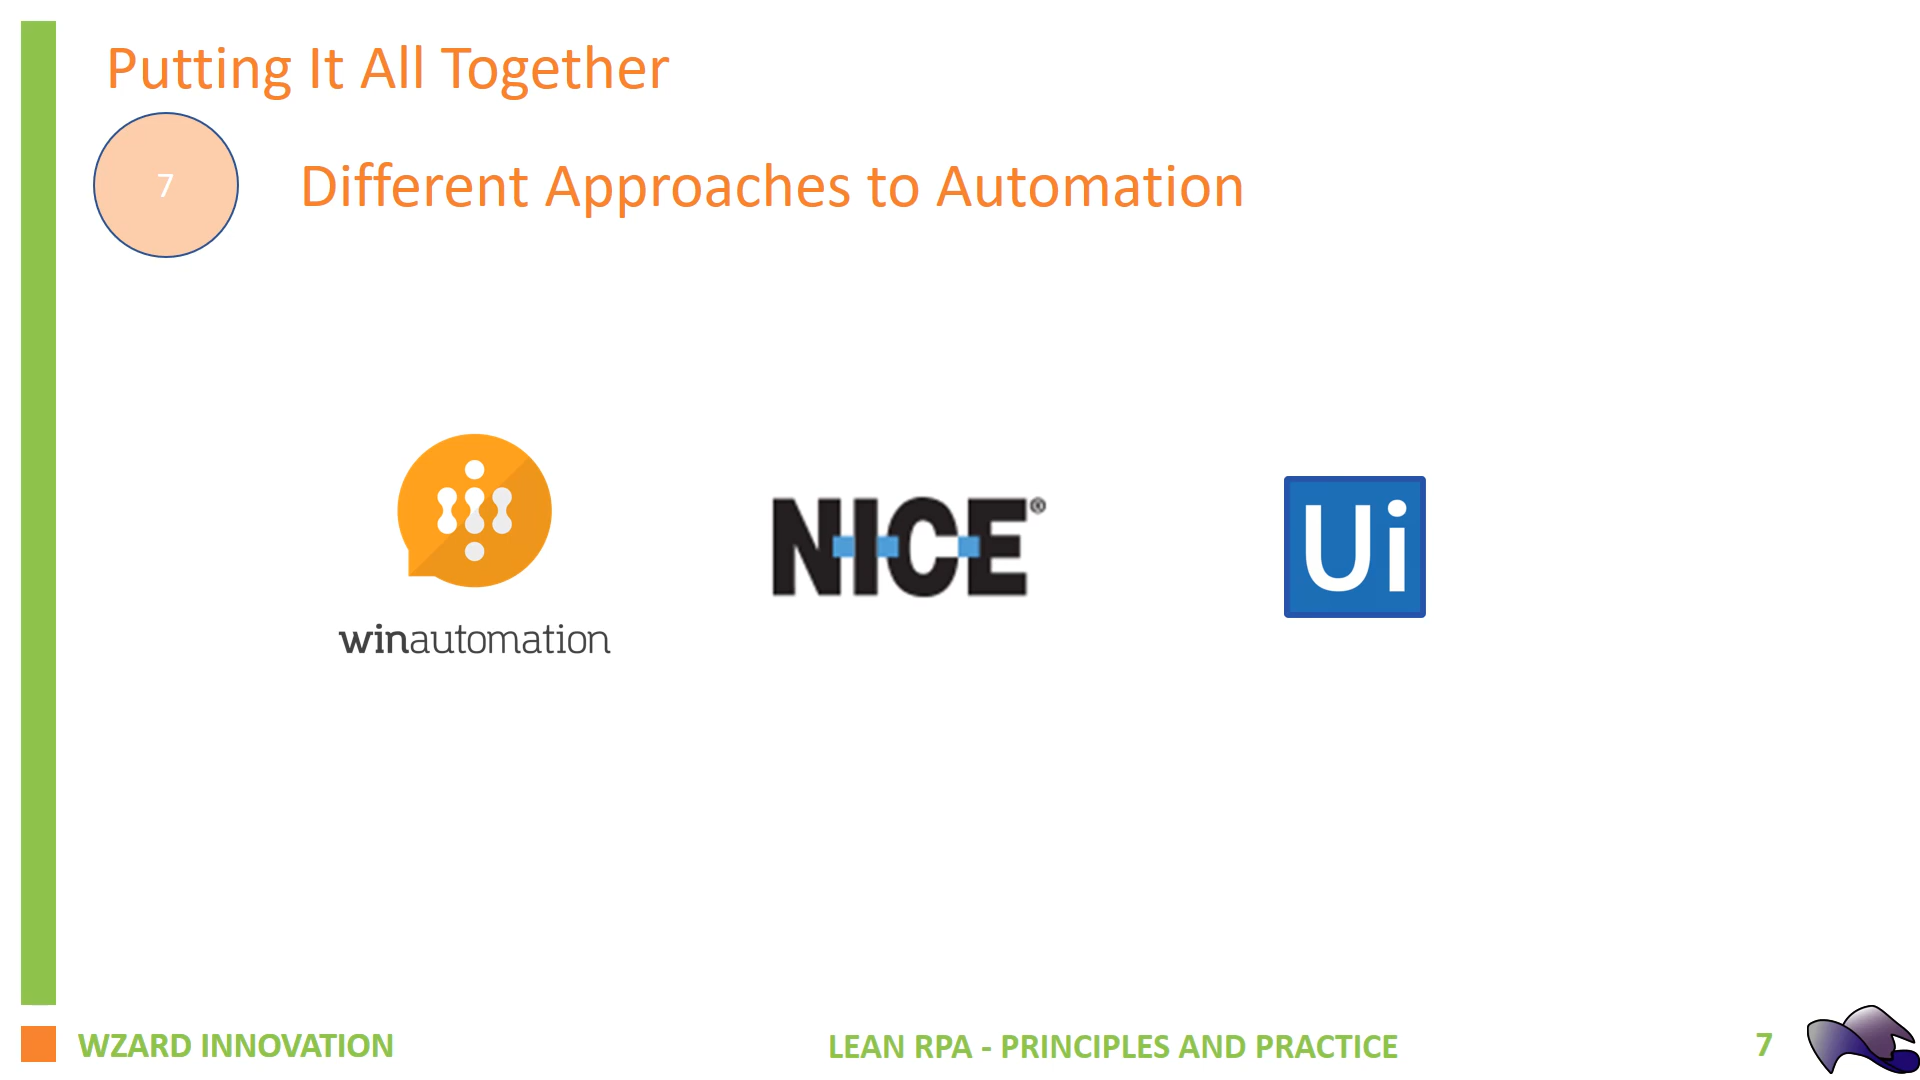 Putting It All Together
7
Different Approaches to Automation
winautomation
NICE®
Ui
WZARD INNOVATION
LEAN RPA - PRINCIPLES AND PRACTICE
7